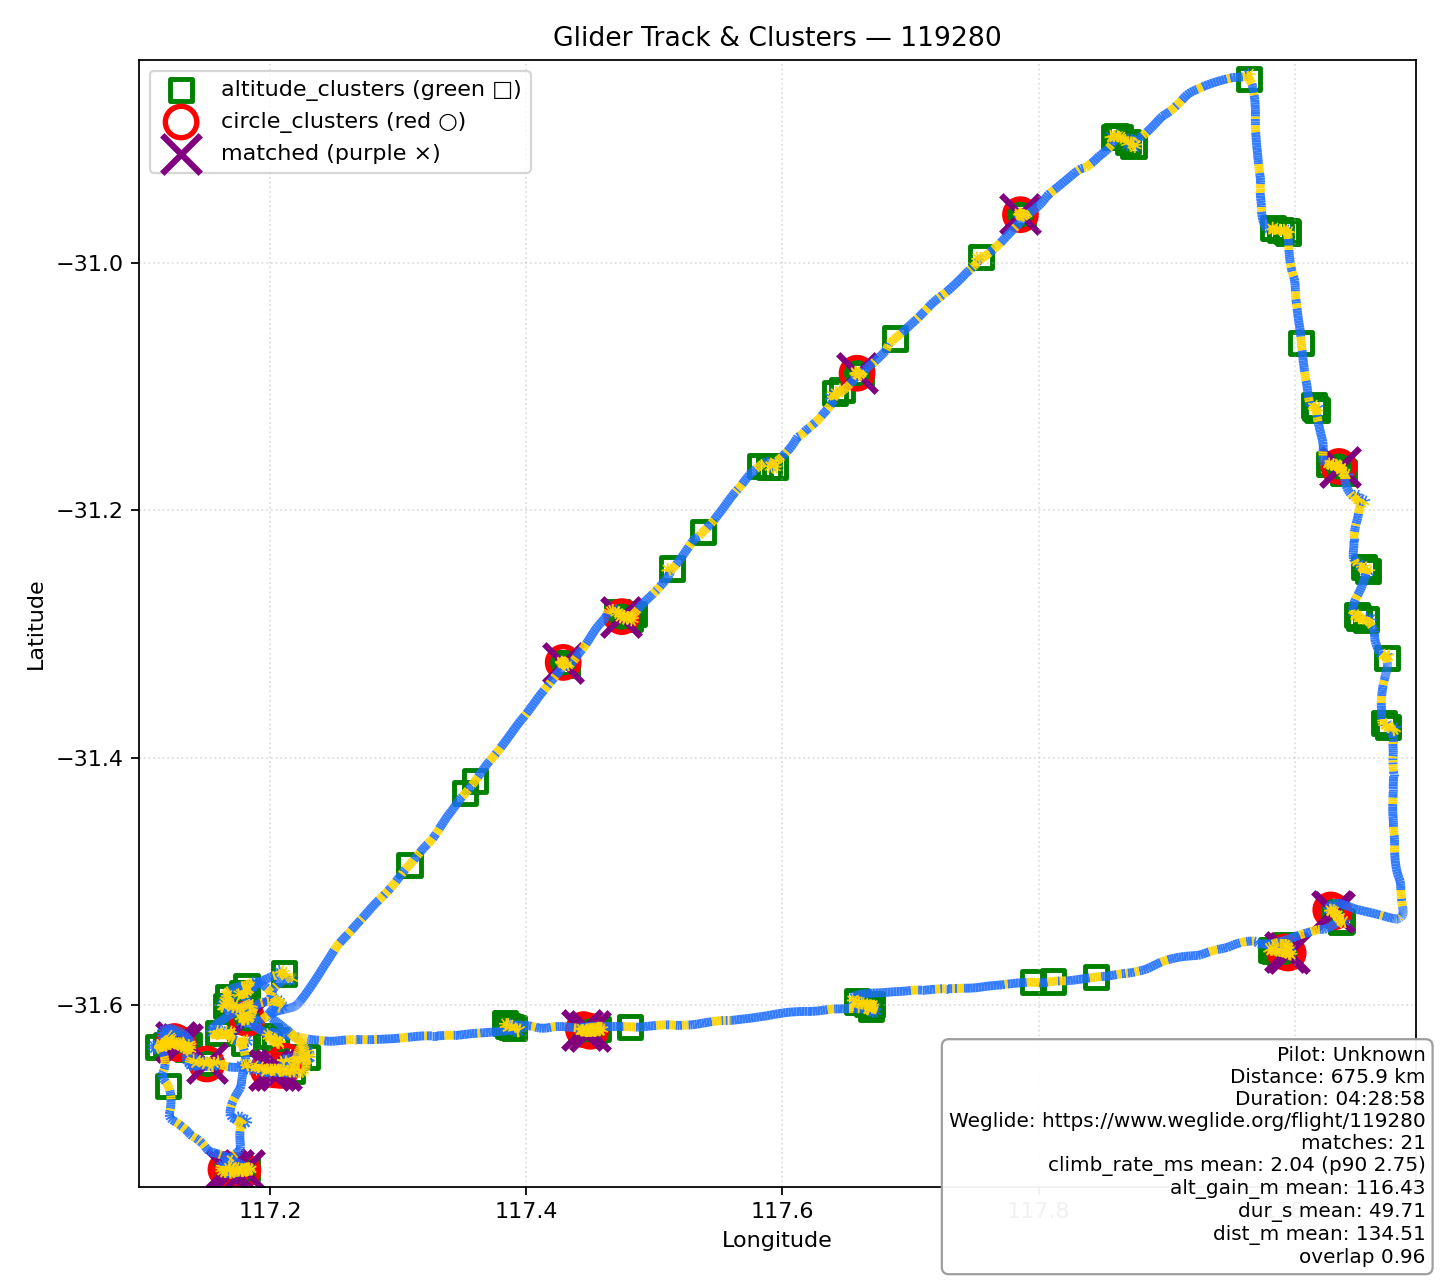 Glider Track & Clusters — 119280
altitude_clusters (green □)
circle_clusters (red ○)
matched (purple ×)
−31.0
−31.2
−31.4
−31.6
Latitude
117.2
117.4
117.6
117.8
Longitude
Pilot: Unknown
Distance: 675.9 km
Duration: 04:28:58
Weglide: https://www.weglide.org/flight/119280
matches: 21
climb_rate_ms mean: 2.04 (p90 2.75)
alt_gain_m mean: 116.43
dur_s mean: 49.71
dist_m mean: 134.51
overlap 0.96